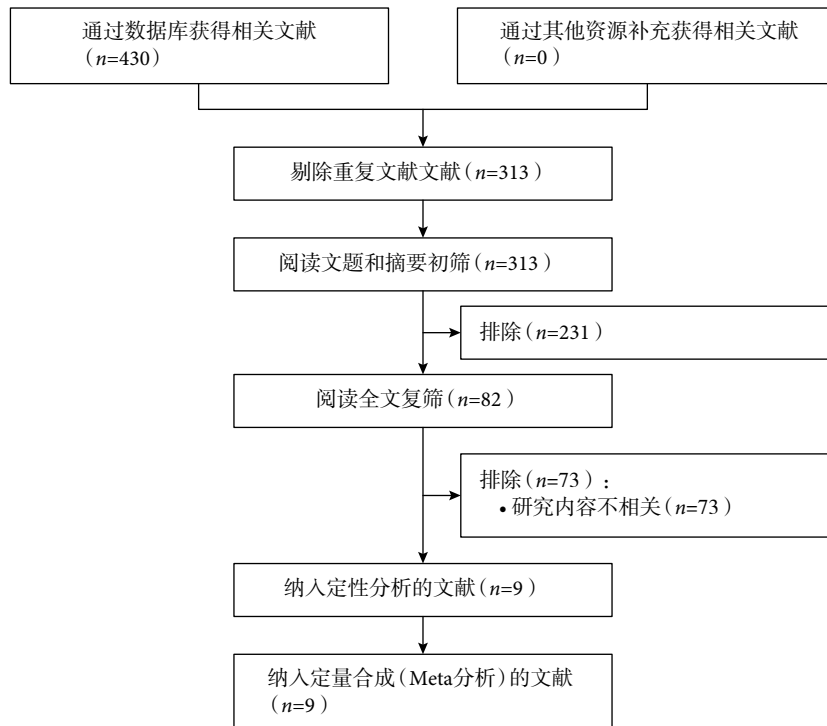 通过数据库获得相关文献
（n=430）
通过其他资源补充获得相关文献
（n=0）
剔除重复文献文献（n=313）
阅读文题和摘要初筛（n=313）
排除（n=231）
阅读全文复筛（n=82）
排除（n=73）：
• 研究内容不相关（n=73）
纳入定性分析的文献（n=9）
纳入定量合成（Meta分析）的文献
（n=9）